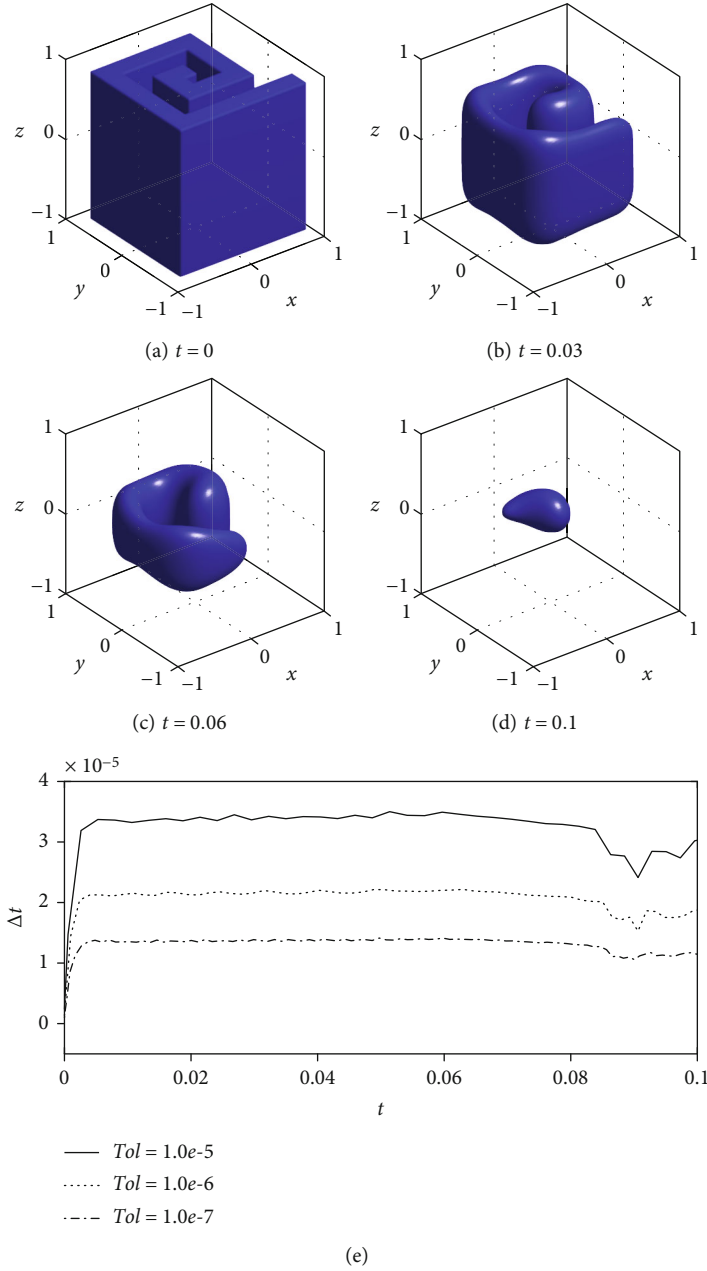 1
0
−1
z
1
0
−1
y
−1
0
1
x
(a) t = 0
1
0
−1
z
1
0
−1
y
−1
0
1
x
(b) t = 0.03
1
0
−1
z
1
0
−1
y
−1
0
1
x
(c) t = 0.06
1
0
−1
z
1
0
−1
y
−1
0
1
x
(d) t = 0.1
× 10−5
4
3
2
1
0
Δt
0 0.02 0.04 0.06 0.08 0.1
t
Tol = 1.0e-5
Tol = 1.0e-6
Tol = 1.0e-7
(e)